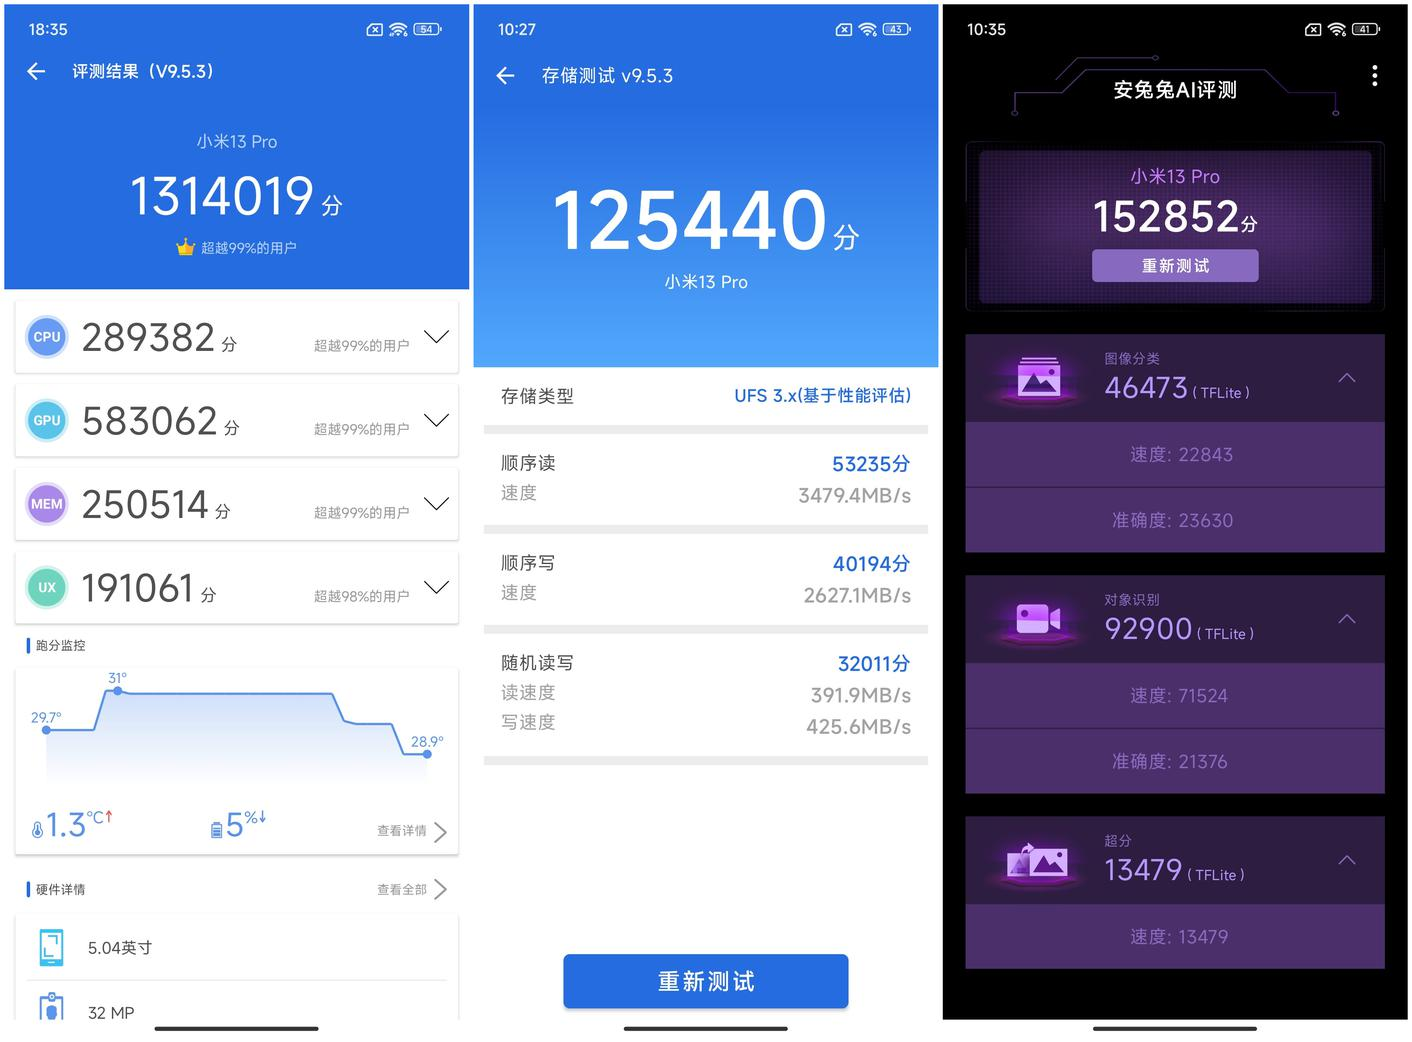 18:35
54
评测结果（V9.5.3）
小米13 Pro
1314019 分
超越99%的用户
CPU 289382 分 超越99%的用户
GPU 583062 分 超越99%的用户
MEM 250514 分 超越99%的用户
UX 191061 分 超越98%的用户
跑分监控
31°
29.7°
28.9°
1.3°C↑ 5%↓ 查看详情
硬件详情 查看全部
5.04英寸
32 MP
10:27
43
存储测试 v9.5.3
125440 分
小米13 Pro
存储类型 UFS 3.x(基于性能评估)
顺序读 53235分
速度 3479.4MB/s
顺序写 40194分
速度 2627.1MB/s
随机读写 32011分
读速度 391.9MB/s
写速度 425.6MB/s
重新测试
10:35
41
安兔兔AI评测
小米13 Pro
152852分
重新测试
图像分类
46473 ( TFLite )
速度: 22843
准确度: 23630
对象识别
92900 ( TFLite )
速度: 71524
准确度: 21376
超分
13479 ( TFLite )
速度: 13479